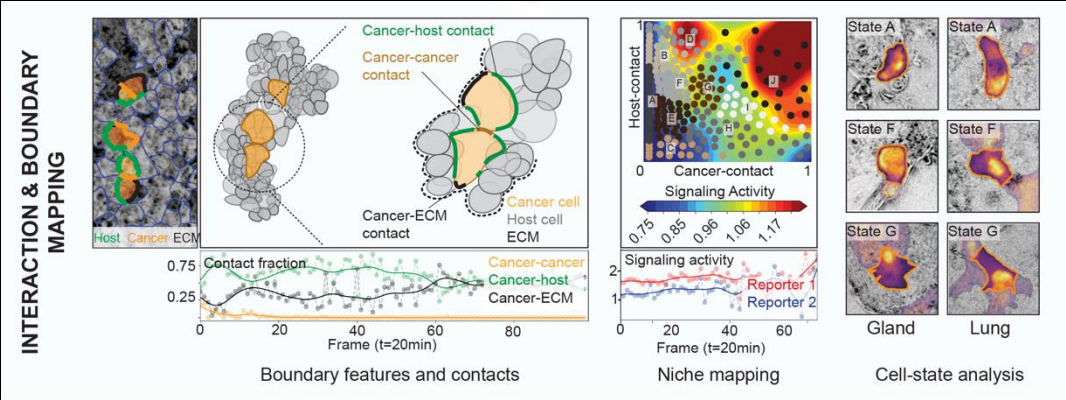 INTERACTION & BOUNDARY
MAPPING
Host Cancer ECM
Cancer-host contact
Cancer-cancer
contact
Cancer-ECM
contact
Cancer cell
Host cell
ECM
Contact fraction
0.75
0.25
Cancer-cancer
Cancer-host
Cancer-ECM
0 20 40 60 80
Frame (t=20min)
Boundary features and contacts
1
Host-contact
A
B
C
D
E
F
G
H
I
J
0 Cancer-contact 1
Signaling Activity
0.75 0.85 0.96 1.06 1.17
Signaling activity
2
1
Reporter 1
Reporter 2
0 20 40 60
Frame (t=20min)
Niche mapping
State A State A
State F State F
State G State G
Gland Lung
Cell-state analysis